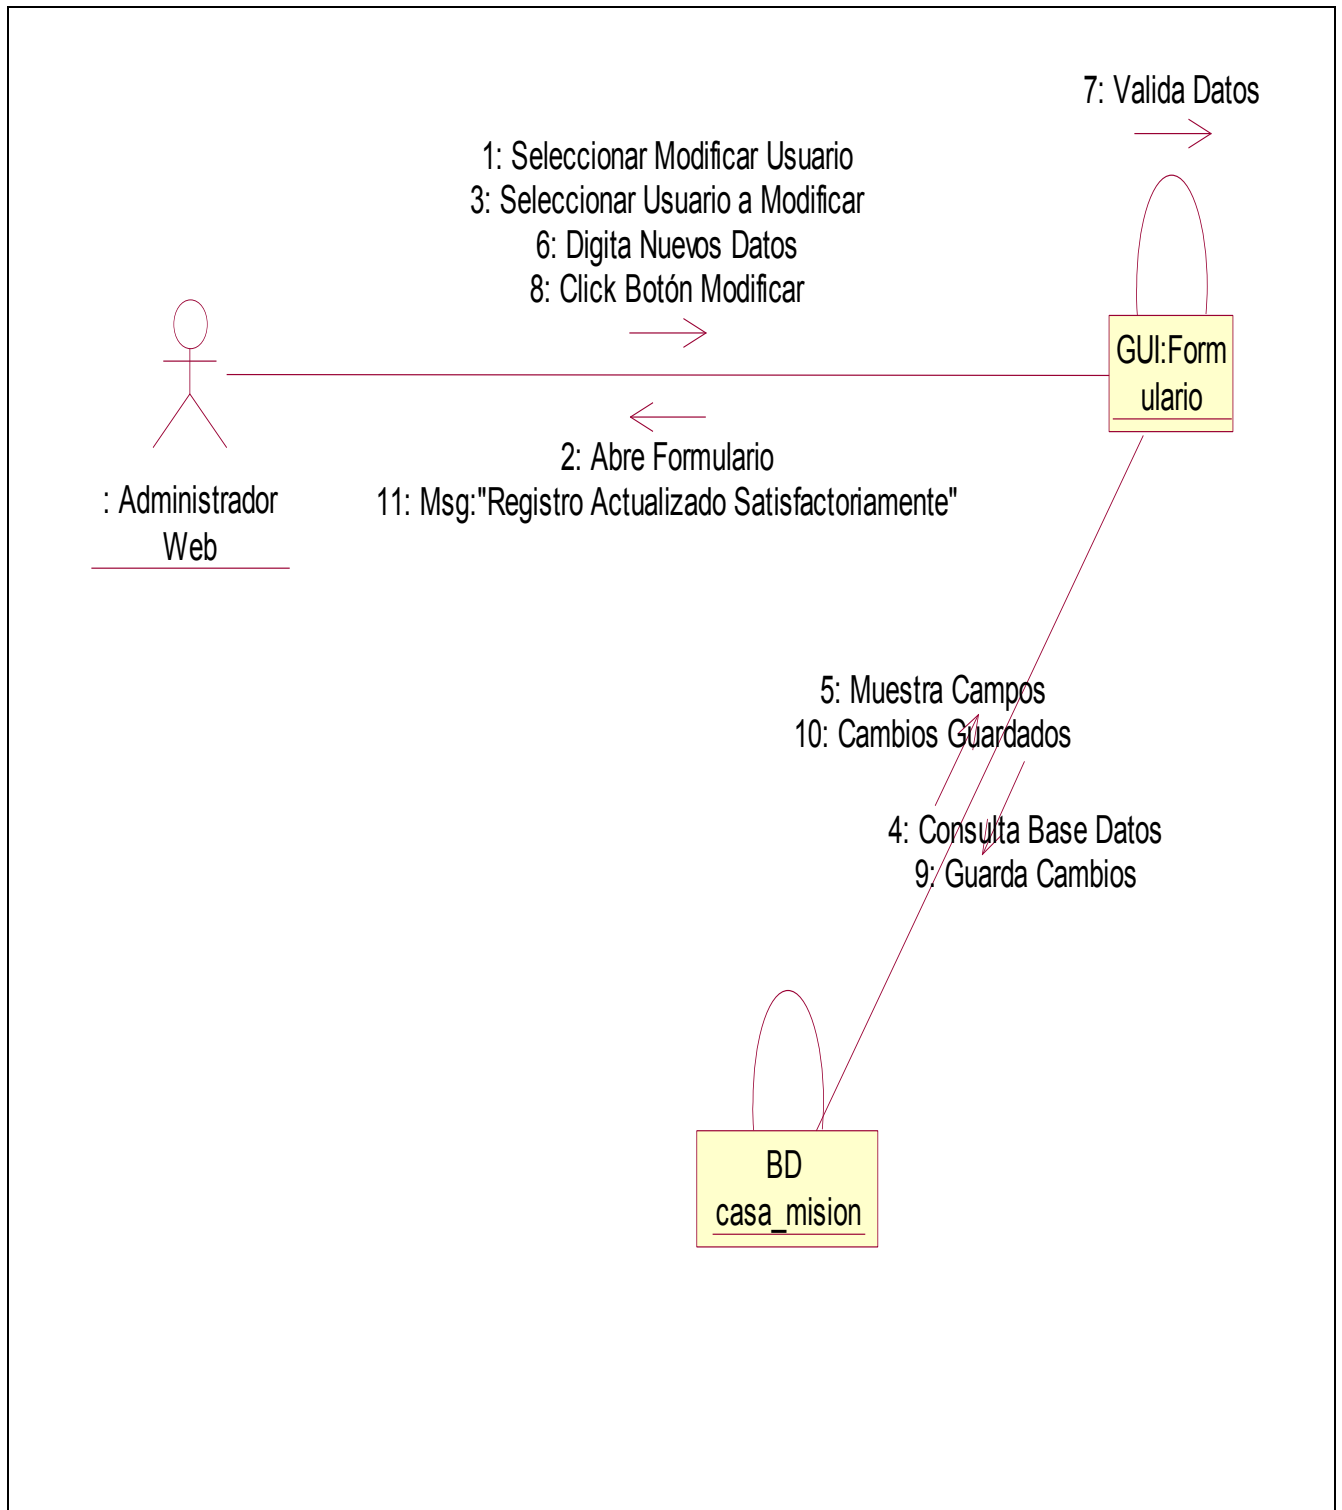 7: Valida Datos
1: Seleccionar Modificar Usuario
3: Seleccionar Usuario a Modificar
6: Digita Nuevos Datos
8: Click Botón Modificar
GUI:Form
ulario
2: Abre Formulario
11: Msg:"Registro Actualizado Satisfactoriamente"
: Administrador
Web
5: Muestra Campos
10: Cambios Guardados
4: Consulta Base Datos
9: Guarda Cambios
BD
casa_mision